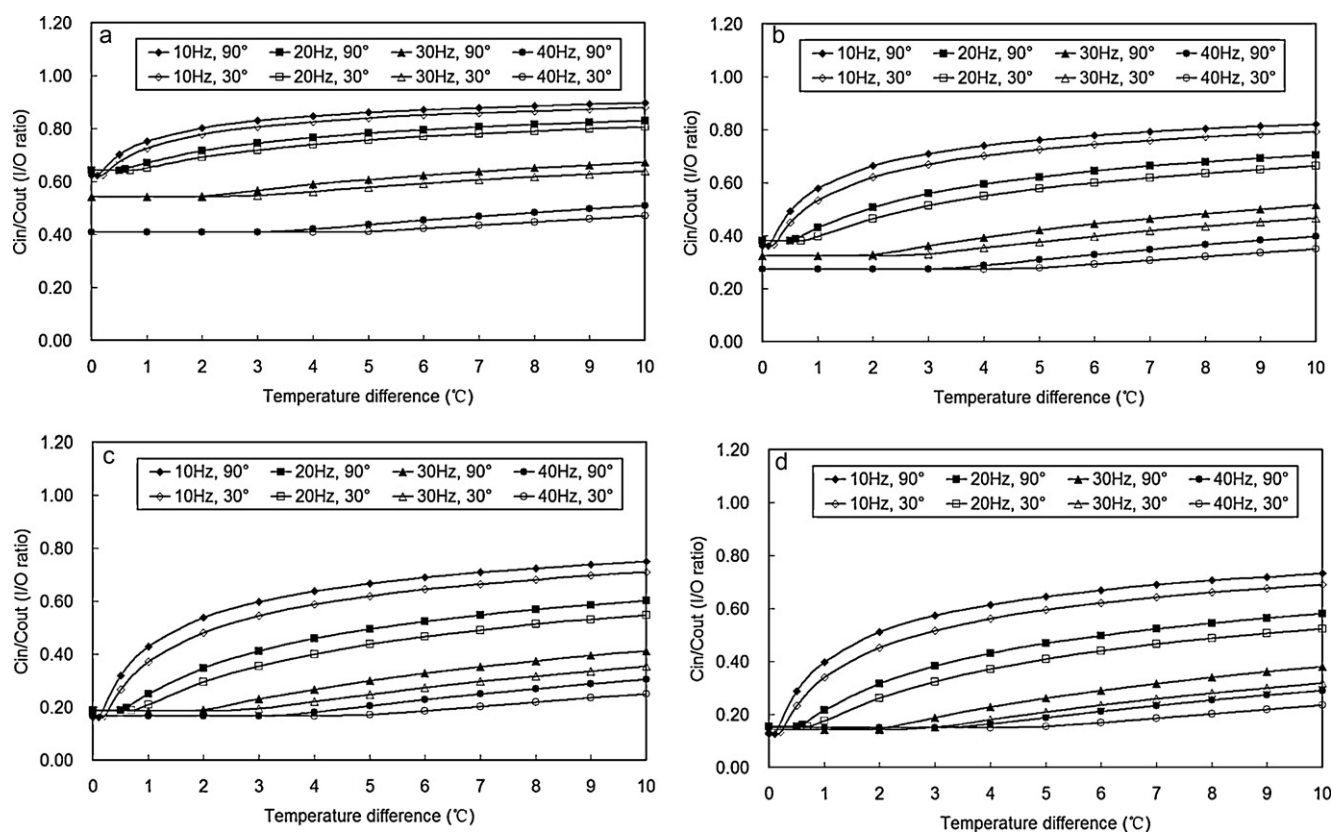 a
10Hz, 90° 20Hz, 90° 30Hz, 90° 40Hz, 90°
10Hz, 30° 20Hz, 30° 30Hz, 30° 40Hz, 30°
Cin/Cout (I/O ratio)
1.20
1.00
0.80
0.60
0.40
0.20
0.00
0 1 2 3 4 5 6 7 8 9 10
Temperature difference (℃)
b
10Hz, 90° 20Hz, 90° 30Hz, 90° 40Hz, 90°
10Hz, 30° 20Hz, 30° 30Hz, 30° 40Hz, 30°
Cin/Cout (I/O ratio)
1.20
1.00
0.80
0.60
0.40
0.20
0.00
0 1 2 3 4 5 6 7 8 9 10
Temperature difference (℃)
c
10Hz, 90° 20Hz, 90° 30Hz, 90° 40Hz, 90°
10Hz, 30° 20Hz, 30° 30Hz, 30° 40Hz, 30°
Cin/Cout (I/O ratio)
1.20
1.00
0.80
0.60
0.40
0.20
0.00
0 1 2 3 4 5 6 7 8 9 10
Temperature difference (℃)
d
10Hz, 90° 20Hz, 90° 30Hz, 90° 40Hz, 90°
10Hz, 30° 20Hz, 30° 30Hz, 30° 40Hz, 30°
Cin/Cout (I/O ratio)
1.20
1.00
0.80
0.60
0.40
0.20
0.00
0 1 2 3 4 5 6 7 8 9 10
Temperature difference (℃)